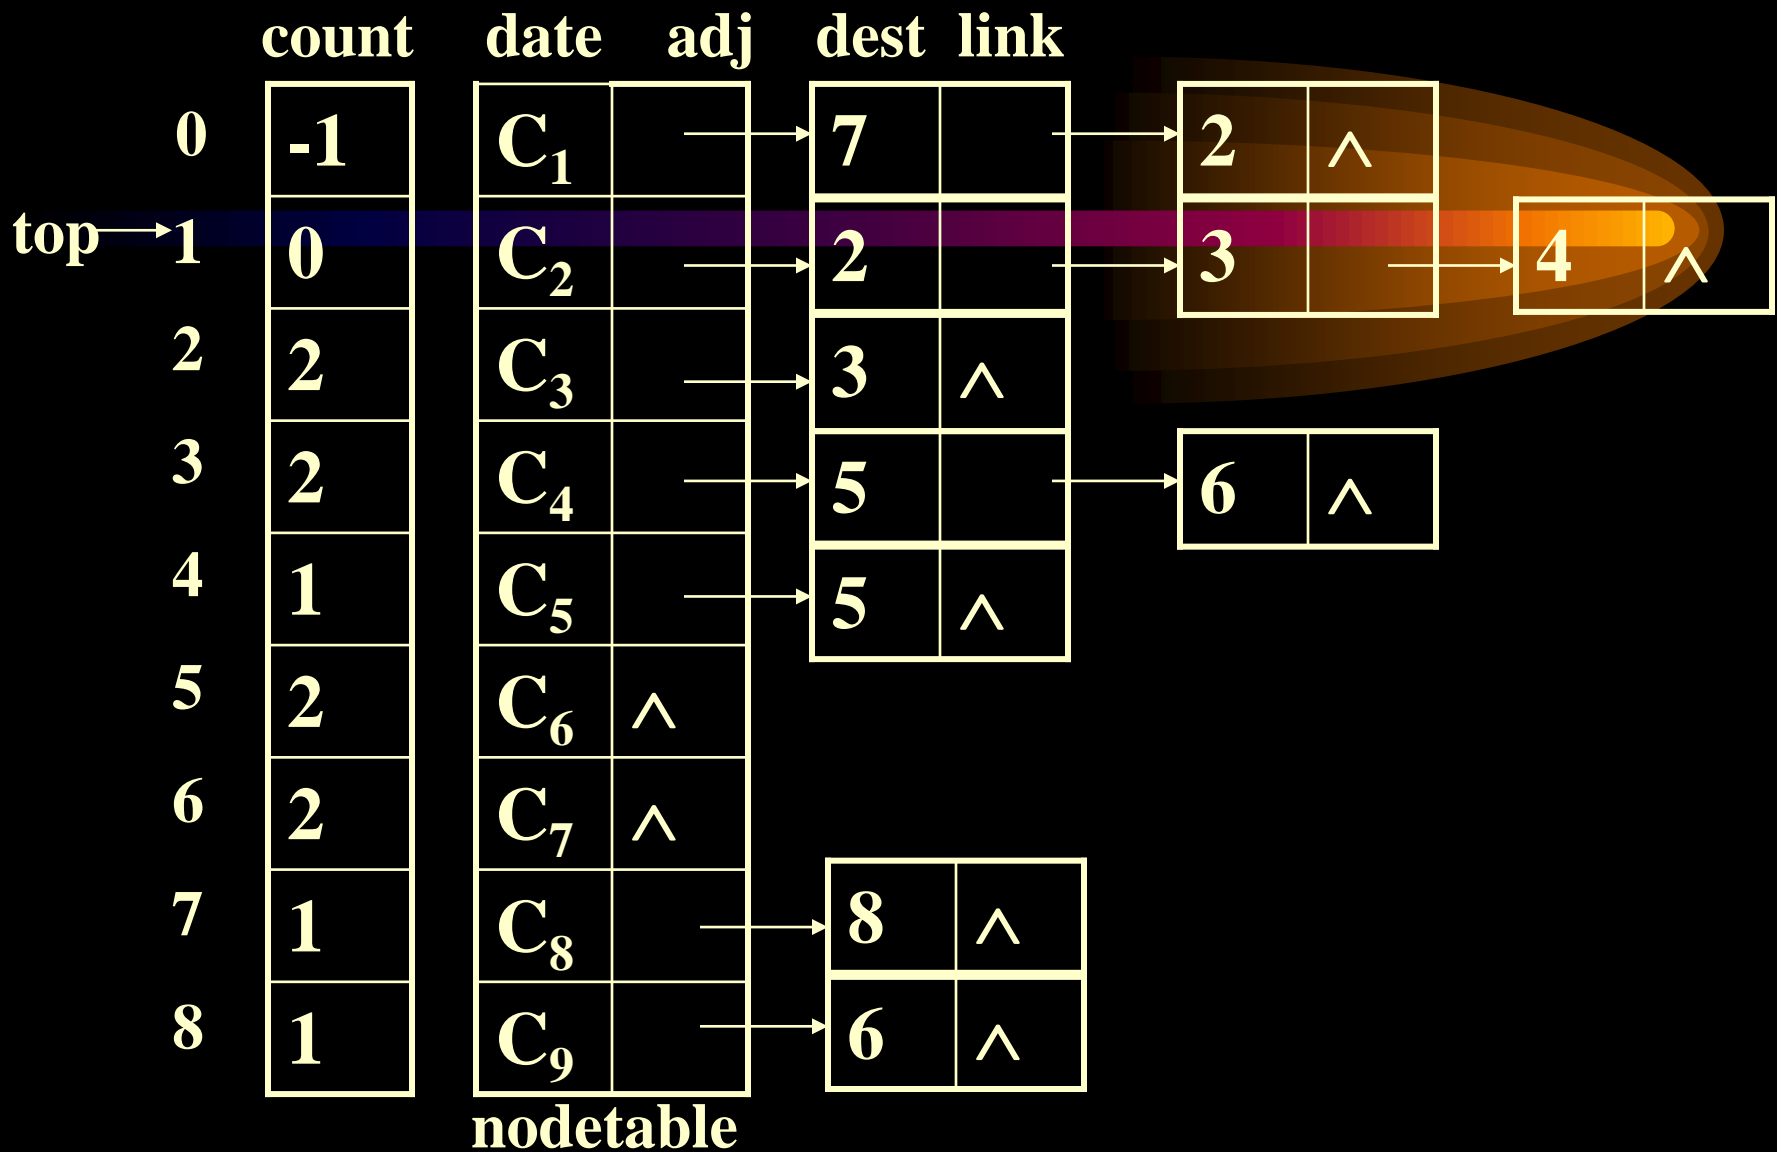 count date adj dest link
0 -1 C₁ 7 2 ∧
top 1 0 C₂ 2 3 4 ∧
2 2 C₃ 3 ∧
3 2 C₄ 5 6 ∧
4 1 C₅ 5 ∧
5 2 C₆ ∧
6 2 C₇ ∧
7 1 C₈ 8 ∧
8 1 C₉ 6 ∧
nodetable